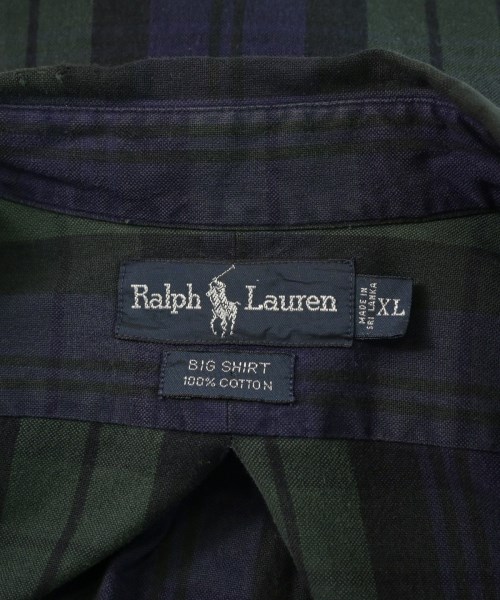 Ralph Lauren
MADE IN
SRI LANKA
XL
BIG SHIRT
100% COTTON